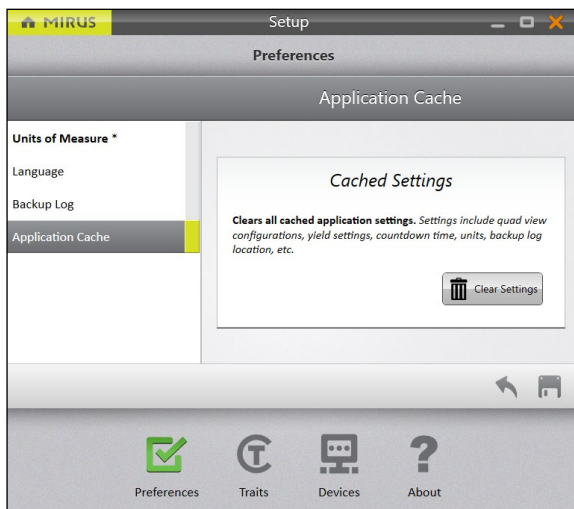 MIRUS
Setup
Preferences
Application Cache
Units of Measure *
Language
Backup Log
Application Cache
Cached Settings
Clears all cached application settings. Settings include quad view
configurations, yield settings, countdown time, units, backup log
location, etc.
Clear Settings
Preferences
Traits
Devices
About